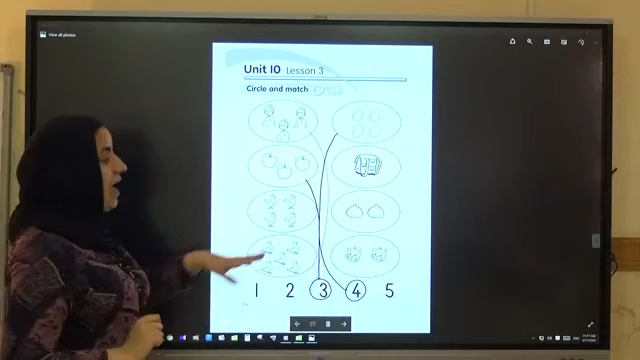 View all photos
Unit 10 Lesson 3
Circle and match
1 2 3 4 5